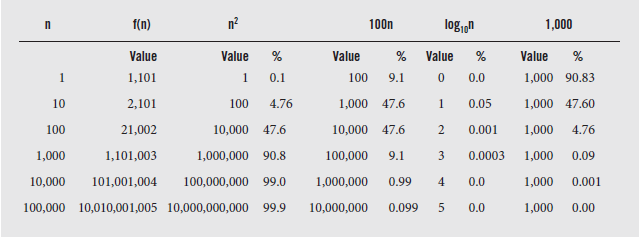 n f(n) n² 100n log₁₀n 1,000
Value Value % Value % Value % Value %
1 1,101 1 0.1 100 9.1 0 0.0 1,000 90.83
10 2,101 100 4.76 1,000 47.6 1 0.05 1,000 47.60
100 21,002 10,000 47.6 10,000 47.6 2 0.001 1,000 4.76
1,000 1,101,003 1,000,000 90.8 100,000 9.1 3 0.0003 1,000 0.09
10,000 101,001,004 100,000,000 99.0 1,000,000 0.99 4 0.0 1,000 0.001
100,000 10,010,001,005 10,000,000,000 99.9 10,000,000 0.099 5 0.0 1,000 0.00